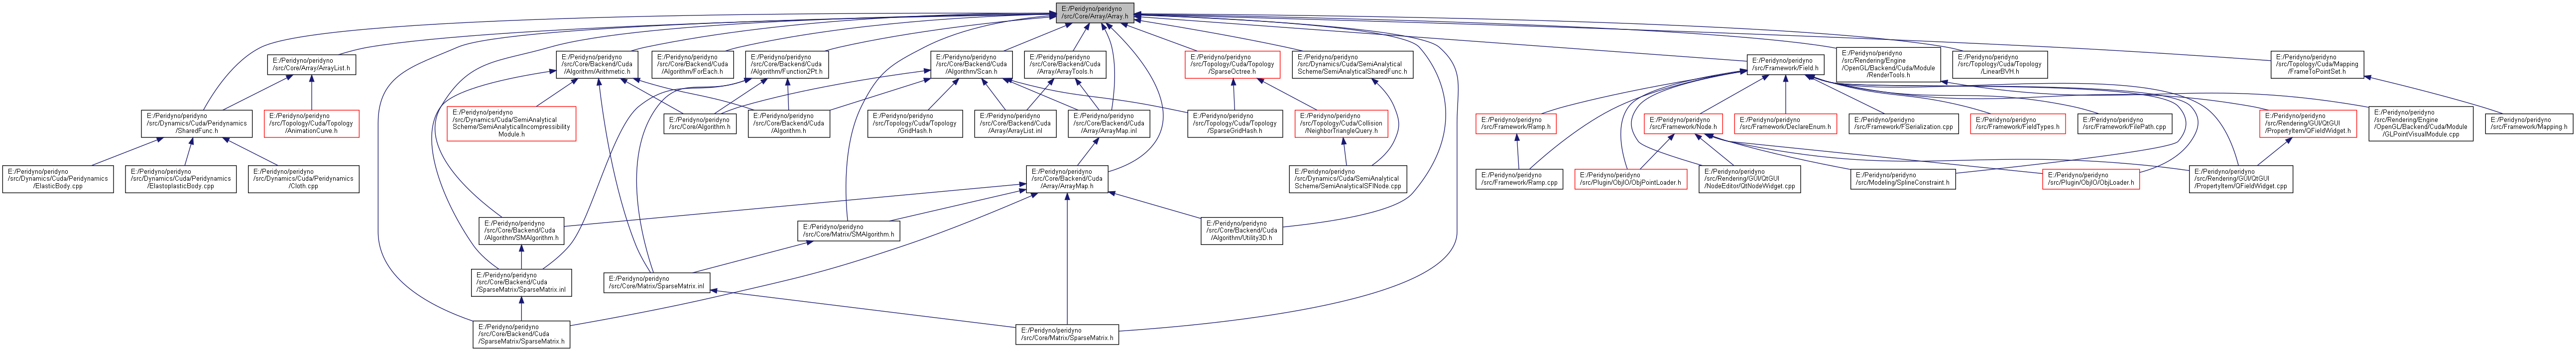 E:/Peridyno/peridyno
/src/Core/Array/Array.h
E:/Peridyno/peridyno
/src/Core/Array/ArrayList.h
E:/Peridyno/peridyno
/src/Core/Backend/Cuda
/Algorithm/Arithmetic.h
E:/Peridyno/peridyno
/src/Core/Backend/Cuda
/Algorithm/ForEach.h
E:/Peridyno/peridyno
/src/Core/Backend/Cuda
/Algorithm/Function2Pt.h
E:/Peridyno/peridyno
/src/Core/Backend/Cuda
/Algorithm/Scan.h
E:/Peridyno/peridyno
/src/Core/Backend/Cuda
/Array/ArrayTools.h
E:/Peridyno/peridyno
/src/Topology/Cuda/Topology
/SparseOctree.h
E:/Peridyno/peridyno
/src/Dynamics/Cuda/SemiAnalytical
Scheme/SemiAnalyticalSharedFunc.h
E:/Peridyno/peridyno
/src/Framework/Field.h
E:/Peridyno/peridyno
/src/Rendering/Engine
/OpenGL/Backend/Cuda/Module
/RenderTools.h
E:/Peridyno/peridyno
/src/Topology/Cuda/Topology
/LinearBVH.h
E:/Peridyno/peridyno
/src/Topology/Cuda/Mapping
/FrameToPointSet.h
E:/Peridyno/peridyno
/src/Dynamics/Cuda/Peridynamics
/SharedFunc.h
E:/Peridyno/peridyno
/src/Topology/Cuda/Topology
/AnimationCurve.h
E:/Peridyno/peridyno
/src/Dynamics/Cuda/SemiAnalytical
Scheme/SemiAnalyticalIncompressibility
Module.h
E:/Peridyno/peridyno
/src/Core/Algorithm.h
E:/Peridyno/peridyno
/src/Core/Backend/Cuda
/Algorithm.h
E:/Peridyno/peridyno
/src/Topology/Cuda/Topology
/GridHash.h
E:/Peridyno/peridyno
/src/Core/Backend/Cuda
/Array/ArrayList.inl
E:/Peridyno/peridyno
/src/Core/Backend/Cuda
/Array/ArrayMap.inl
E:/Peridyno/peridyno
/src/Topology/Cuda/Topology
/SparseGridHash.h
E:/Peridyno/peridyno
/src/Topology/Cuda/Collision
/NeighborTriangleQuery.h
E:/Peridyno/peridyno
/src/Framework/Ramp.h
E:/Peridyno/peridyno
/src/Framework/Node.h
E:/Peridyno/peridyno
/src/Framework/DeclareEnum.h
E:/Peridyno/peridyno
/src/Framework/FSerialization.cpp
E:/Peridyno/peridyno
/src/Framework/FieldTypes.h
E:/Peridyno/peridyno
/src/Framework/FilePath.cpp
E:/Peridyno/peridyno
/src/Rendering/GUI/QtGUI
/PropertyItem/QFieldWidget.h
E:/Peridyno/peridyno
/src/Rendering/Engine
/OpenGL/Backend/Cuda/Module
/GLPointVisualModule.cpp
E:/Peridyno/peridyno
/src/Framework/Mapping.h
E:/Peridyno/peridyno
/src/Dynamics/Cuda/Peridynamics
/ElasticBody.cpp
E:/Peridyno/peridyno
/src/Dynamics/Cuda/Peridynamics
/ElastoplasticBody.cpp
E:/Peridyno/peridyno
/src/Dynamics/Cuda/Peridynamics
/Cloth.cpp
E:/Peridyno/peridyno
/src/Core/Backend/Cuda
/Array/ArrayMap.h
E:/Peridyno/peridyno
/src/Dynamics/Cuda/SemiAnalytical
Scheme/SemiAnalyticalSFINode.cpp
E:/Peridyno/peridyno
/src/Framework/Ramp.cpp
E:/Peridyno/peridyno
/src/Plugin/ObjIO/ObjPointLoader.h
E:/Peridyno/peridyno
/src/Rendering/GUI/QtGUI
/NodeEditor/QtNodeWidget.cpp
E:/Peridyno/peridyno
/src/Modeling/SplineConstraint.h
E:/Peridyno/peridyno
/src/Plugin/ObjIO/ObjLoader.h
E:/Peridyno/peridyno
/src/Rendering/GUI/QtGUI
/PropertyItem/QFieldWidget.cpp
E:/Peridyno/peridyno
/src/Core/Backend/Cuda
/Algorithm/SMAlgorithm.h
E:/Peridyno/peridyno
/src/Core/Matrix/SMAlgorithm.h
E:/Peridyno/peridyno
/src/Core/Backend/Cuda
/Algorithm/Utility3D.h
E:/Peridyno/peridyno
/src/Core/Backend/Cuda
/SparseMatrix/SparseMatrix.inl
E:/Peridyno/peridyno
/src/Core/Matrix/SparseMatrix.inl
E:/Peridyno/peridyno
/src/Core/Backend/Cuda
/SparseMatrix/SparseMatrix.h
E:/Peridyno/peridyno
/src/Core/Matrix/SparseMatrix.h